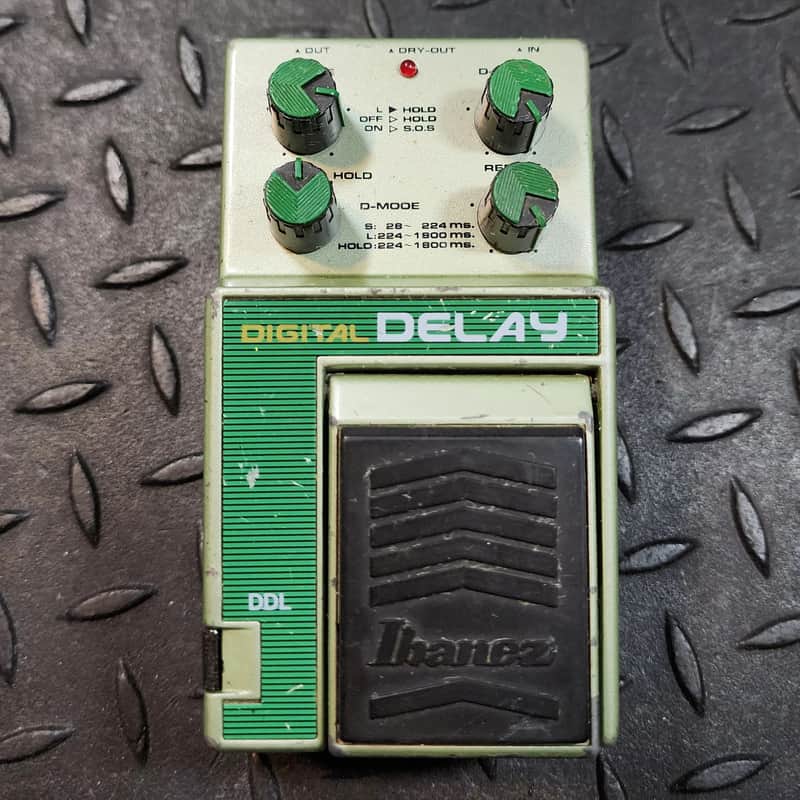 ▲ OUT ▲ DRY-OUT ▲ IN
L ▶ HOLD
OFF ▷ HOLD
ON ▷ S.O.S
HOLD
D-MODE
S: 28~ 224 ms.
L: 224~1800 ms.
HOLD: 224~1800 ms.
DIGITAL DELAY
DDL
Ibanez